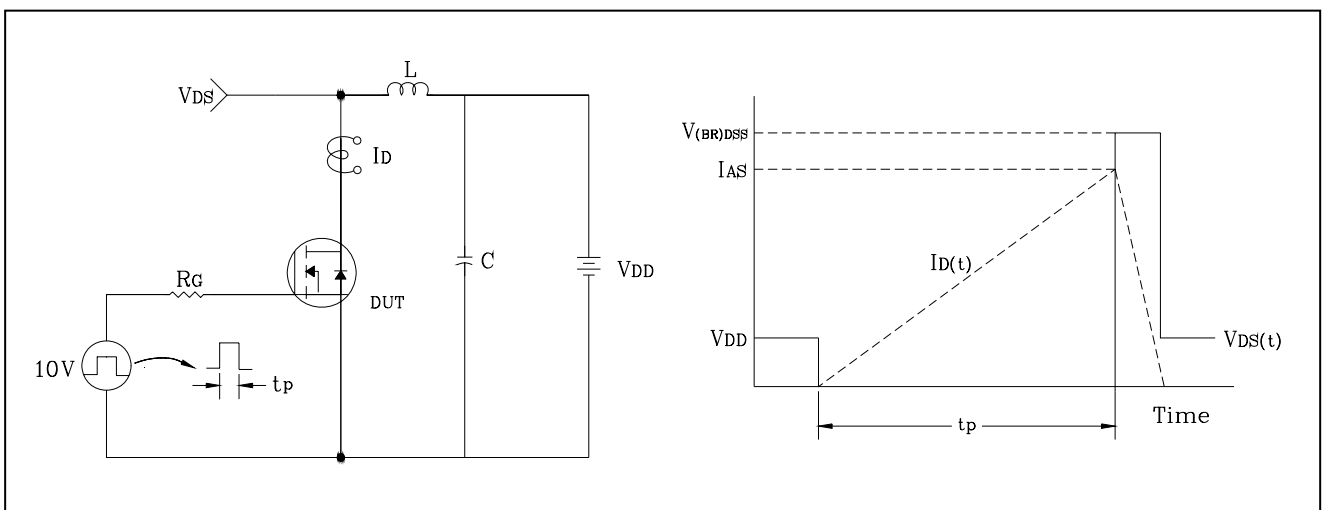 L
VDS
ID
RG
DUT
C
VDD
10V
tp
V(BR)DSS
IAS
ID(t)
VDD
VDS(t)
tp
Time